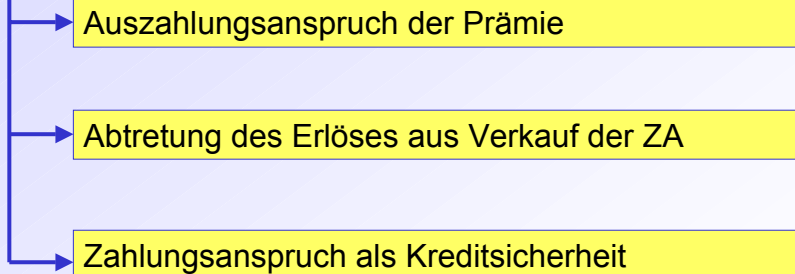 Auszahlungsanspruch der Prämie
Abtretung des Erlöses aus Verkauf der ZA
Zahlungsanspruch als Kreditsicherheit